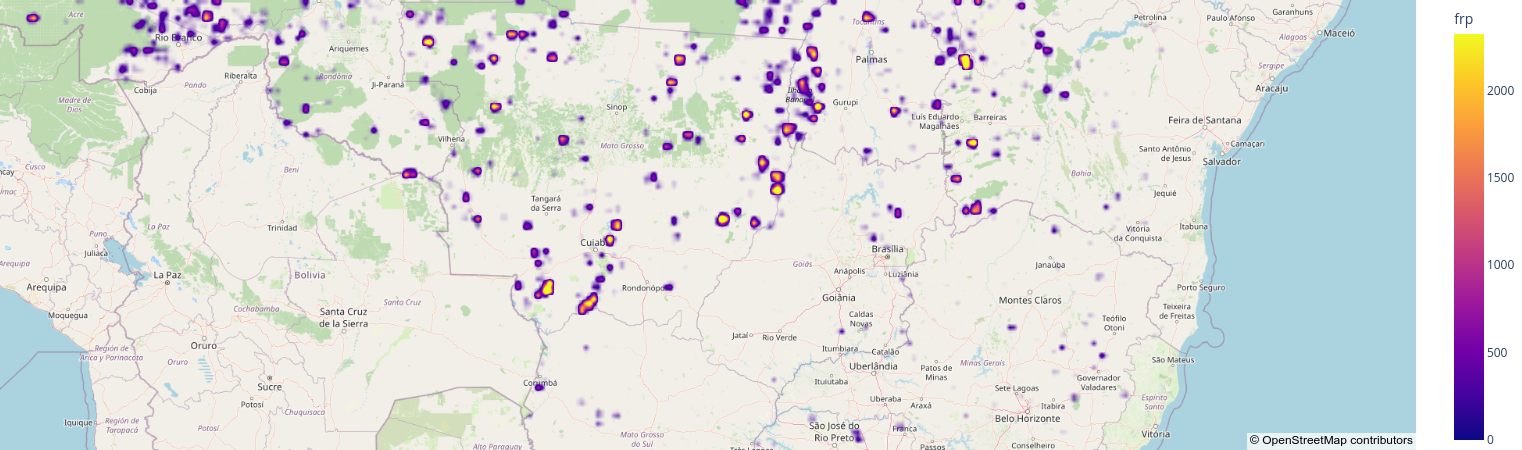 frp
2000
1500
1000
500
0
Acre
Rio Branco
Cobija
Pando
Riberalta
Madre de
Dios
Ariquemes
Rondônia
Ji-Paraná
Vilhena
Sinop
Mato Grosso
Tocantins
Palmas
Gurupi
Luís Eduardo
Magalhães
Barreiras
Petrolina
Paulo Afonso
Garanhuns
Alagoas
Maceió
Sergipe
Aracaju
Feira de Santana
Camaçari
Salvador
Santo Antônio
de Jesus
Bahia
Jequié
Itabuna
Vitória
da Conquista
Porto Seguro
Teixeira
de Freitas
Cusco
Beni
Trinidad
La Paz
Puno
Juliaca
La Paz
Arequipa
Arequipa
Moquegua
Bolivia
Cochabamba
Santa Cruz
Santa Cruz
de la Sierra
Región de
Arica y Parinacota
Oruro
Oruro
Sucre
Potosí
Chuquisaca
Potosí
Iquique
Región de
Tarapacá
Alto Paraguay
Tangará
da Serra
Rondonópolis
Corumbá
Mato Grosso
do Sul
Goiás
Brasília
Anápolis
Luziânia
Goiânia
Caldas
Novas
Jataí
Rio Verde
Itumbiara
Catalão
Uberlândia
Ituiutaba
Uberaba
Araxá
Patos de
Minas
Minas Gerais
Janaúba
Montes Claros
Teófilo
Otoni
São Mateus
Governador
Valadares
Sete Lagoas
Itabira
Belo Horizonte
Espírito
Santo
Vitória
Conselheiro
São José do
Rio Preto
Franca
Passos
© OpenStreetMap contributors